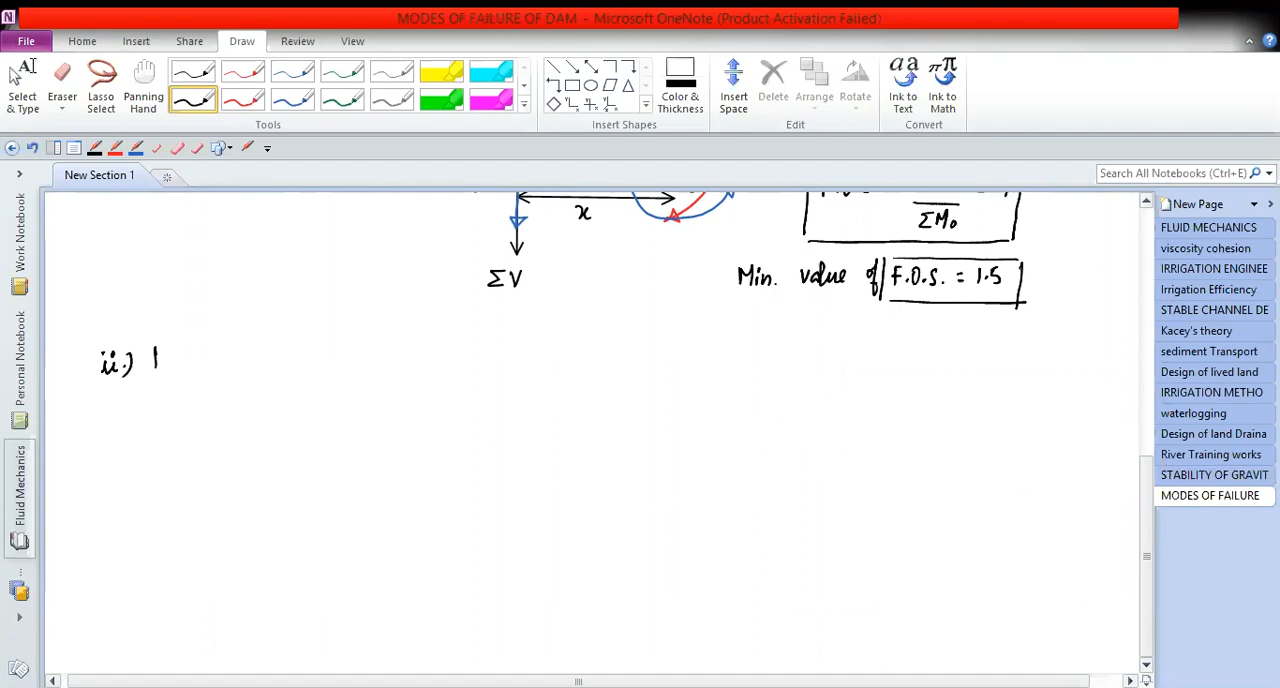 MODES OF FAILURE OF DAM - Microsoft OneNote (Product Activation Failed)
File Home Insert Share Draw Review View
Select & Type
Eraser
Lasso Select
Panning Hand
Color & Thickness
Insert Space
Delete
Arrange
Rotate
Ink to Text
Ink to Math
Tools
Insert Shapes
Edit
Convert
New Section 1
Search All Notebooks (Ctrl+E)
Work Notebook
Personal Notebook
Fluid Mechanics
x
ΣM₀
ΣV
Min. value of F.O.S. = 1.5
ii.)
New Page
FLUID MECHANICS
viscosity cohesion
IRRIGATION ENGINEE
Irrigation Efficiency
STABLE CHANNEL DE
Kacey's theory
sediment Transport
Design of lived land
IRRIGATION METHO
waterlogging
Design of land Draina
River Training works
STABILITY OF GRAVIT
MODES OF FAILURE